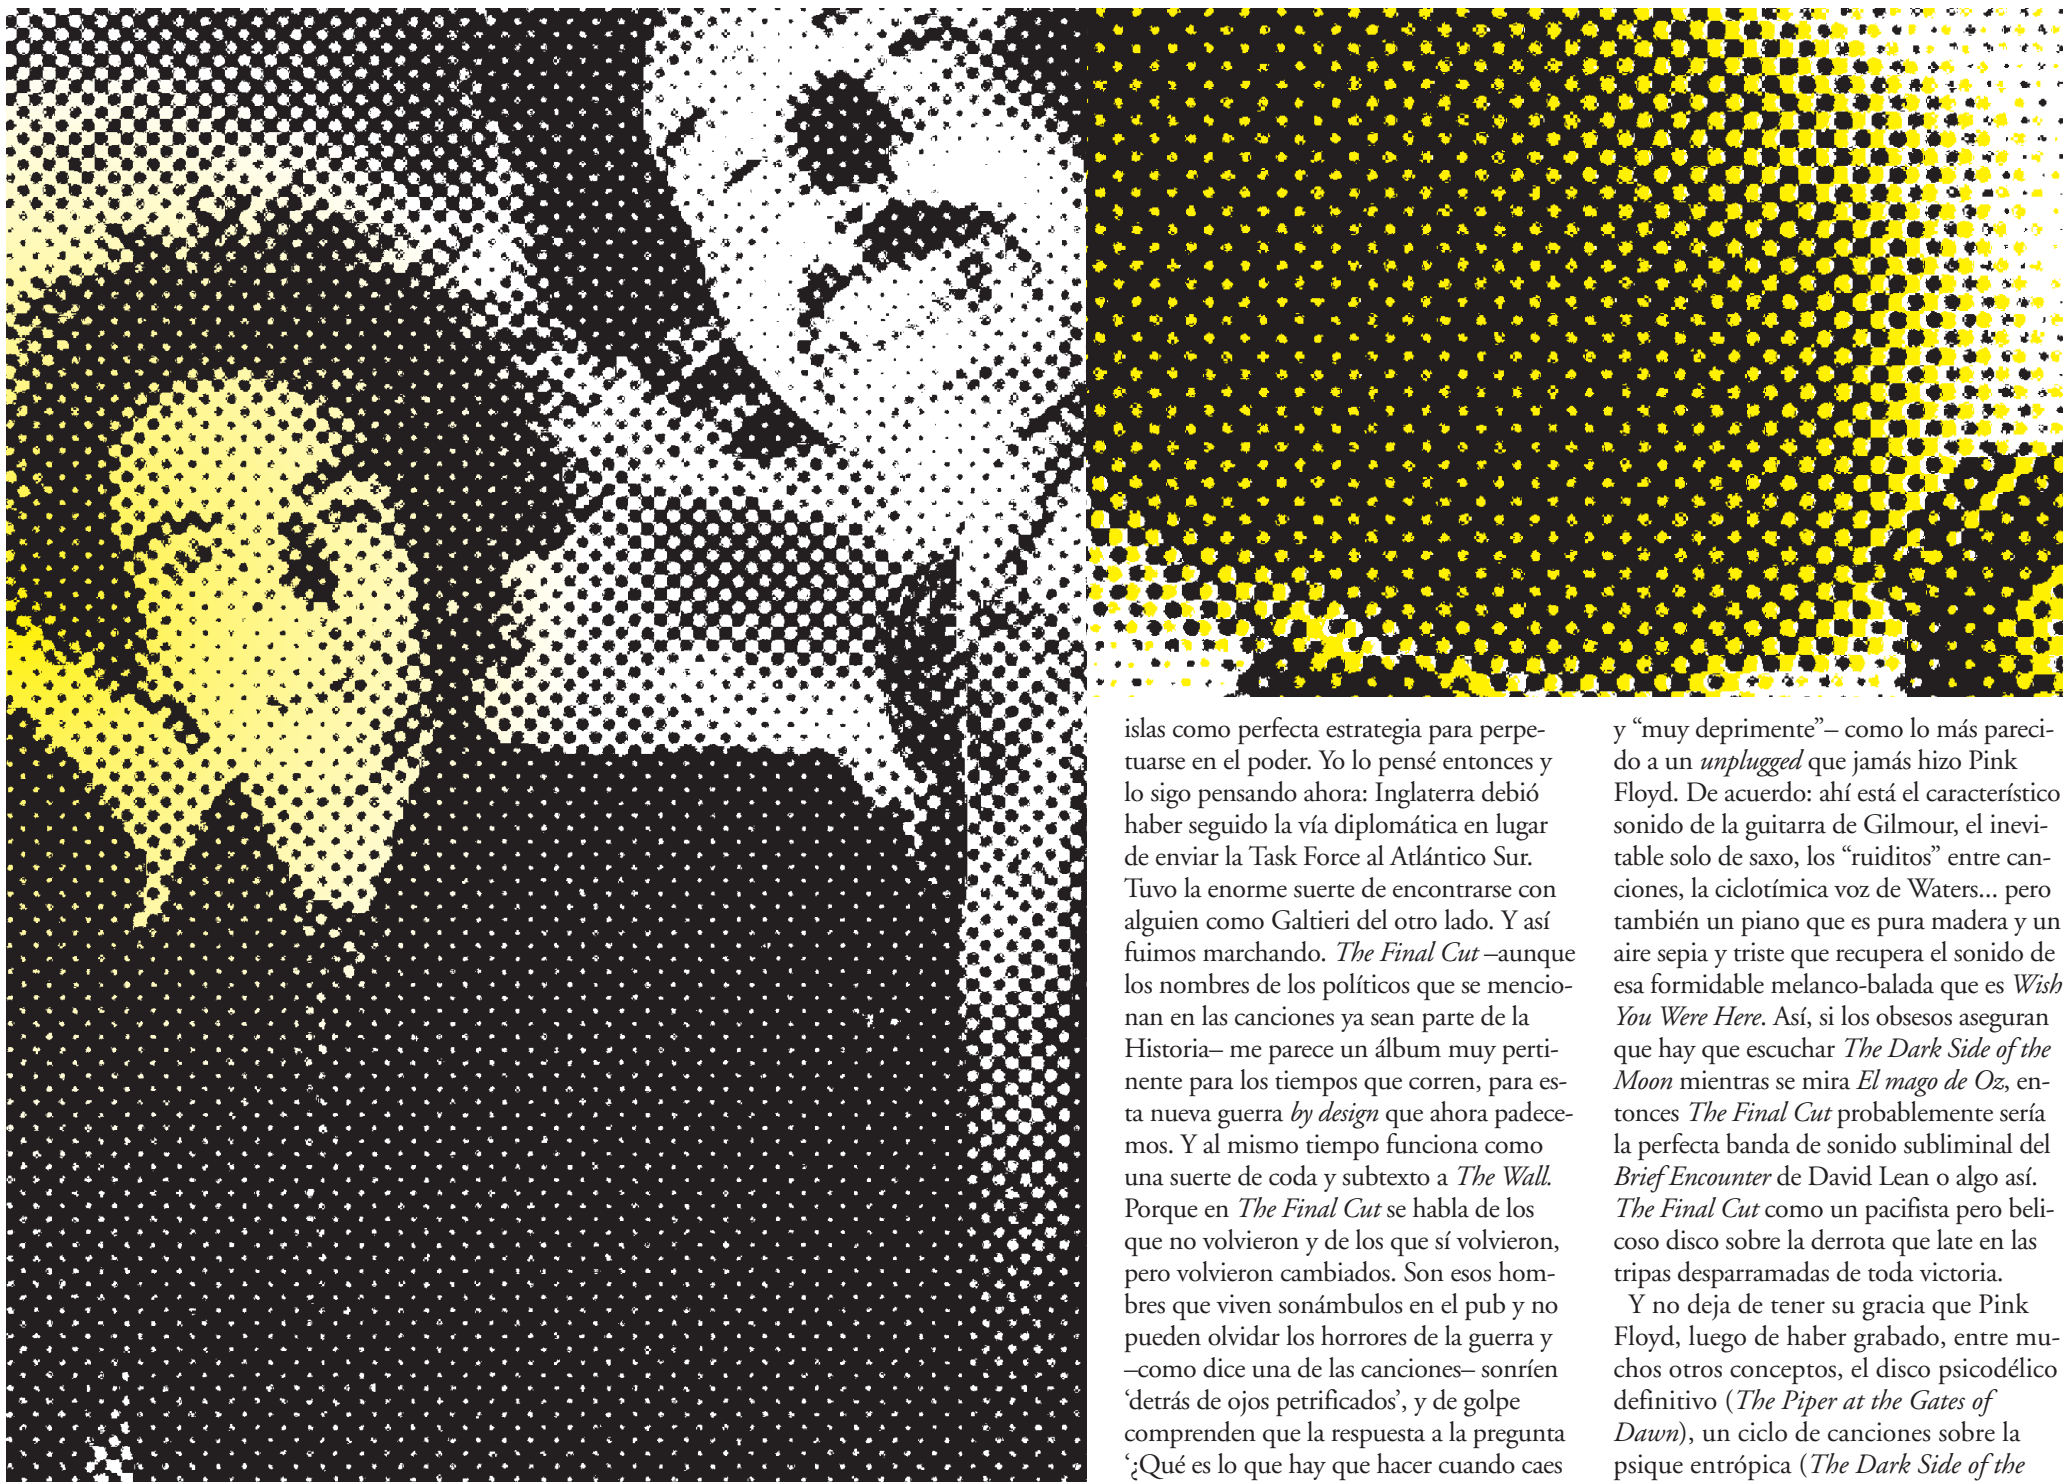 islas como perfecta estrategia para perpe-
tuarse en el poder. Yo lo pensé entonces y
lo sigo pensando ahora: Inglaterra debió
haber seguido la vía diplomática en lugar
de enviar la Task Force al Atlántico Sur.
Tuvo la enorme suerte de encontrarse con
alguien como Galtieri del otro lado. Y así
fuimos marchando. The Final Cut –aunque
los nombres de los políticos que se mencio-
nan en las canciones ya sean parte de la
Historia– me parece un álbum muy perti-
nente para los tiempos que corren, para es-
ta nueva guerra by design que ahora padece-
mos. Y al mismo tiempo funciona como
una suerte de coda y subtexto a The Wall.
Porque en The Final Cut se habla de los
que no volvieron y de los que sí volvieron,
pero volvieron cambiados. Son esos hom-
bres que viven sonámbulos en el pub y no
pueden olvidar los horrores de la guerra y
–como dice una de las canciones– sonríen
‘detrás de ojos petrificados’, y de golpe
comprenden que la respuesta a la pregunta
‘¿Qué es lo que hay que hacer cuando caes
y “muy deprimente”– como lo más pareci-
do a un unplugged que jamás hizo Pink
Floyd. De acuerdo: ahí está el característico
sonido de la guitarra de Gilmour, el inevi-
table solo de saxo, los “ruiditos” entre can-
ciones, la ciclotímica voz de Waters... pero
también un piano que es pura madera y un
aire sepia y triste que recupera el sonido de
esa formidable melanco-balada que es Wish
You Were Here. Así, si los obsesos aseguran
que hay que escuchar The Dark Side of the
Moon mientras se mira El mago de Oz, en-
tonces The Final Cut probablemente sería
la perfecta banda de sonido subliminal del
Brief Encounter de David Lean o algo así.
The Final Cut como un pacifista pero beli-
coso disco sobre la derrota que late en las
tripas desparramadas de toda victoria.
Y no deja de tener su gracia que Pink
Floyd, luego de haber grabado, entre mu-
chos otros conceptos, el disco psicodélico
definitivo (The Piper at the Gates of
Dawn), un ciclo de canciones sobre la
psique entrópica (The Dark Side of the